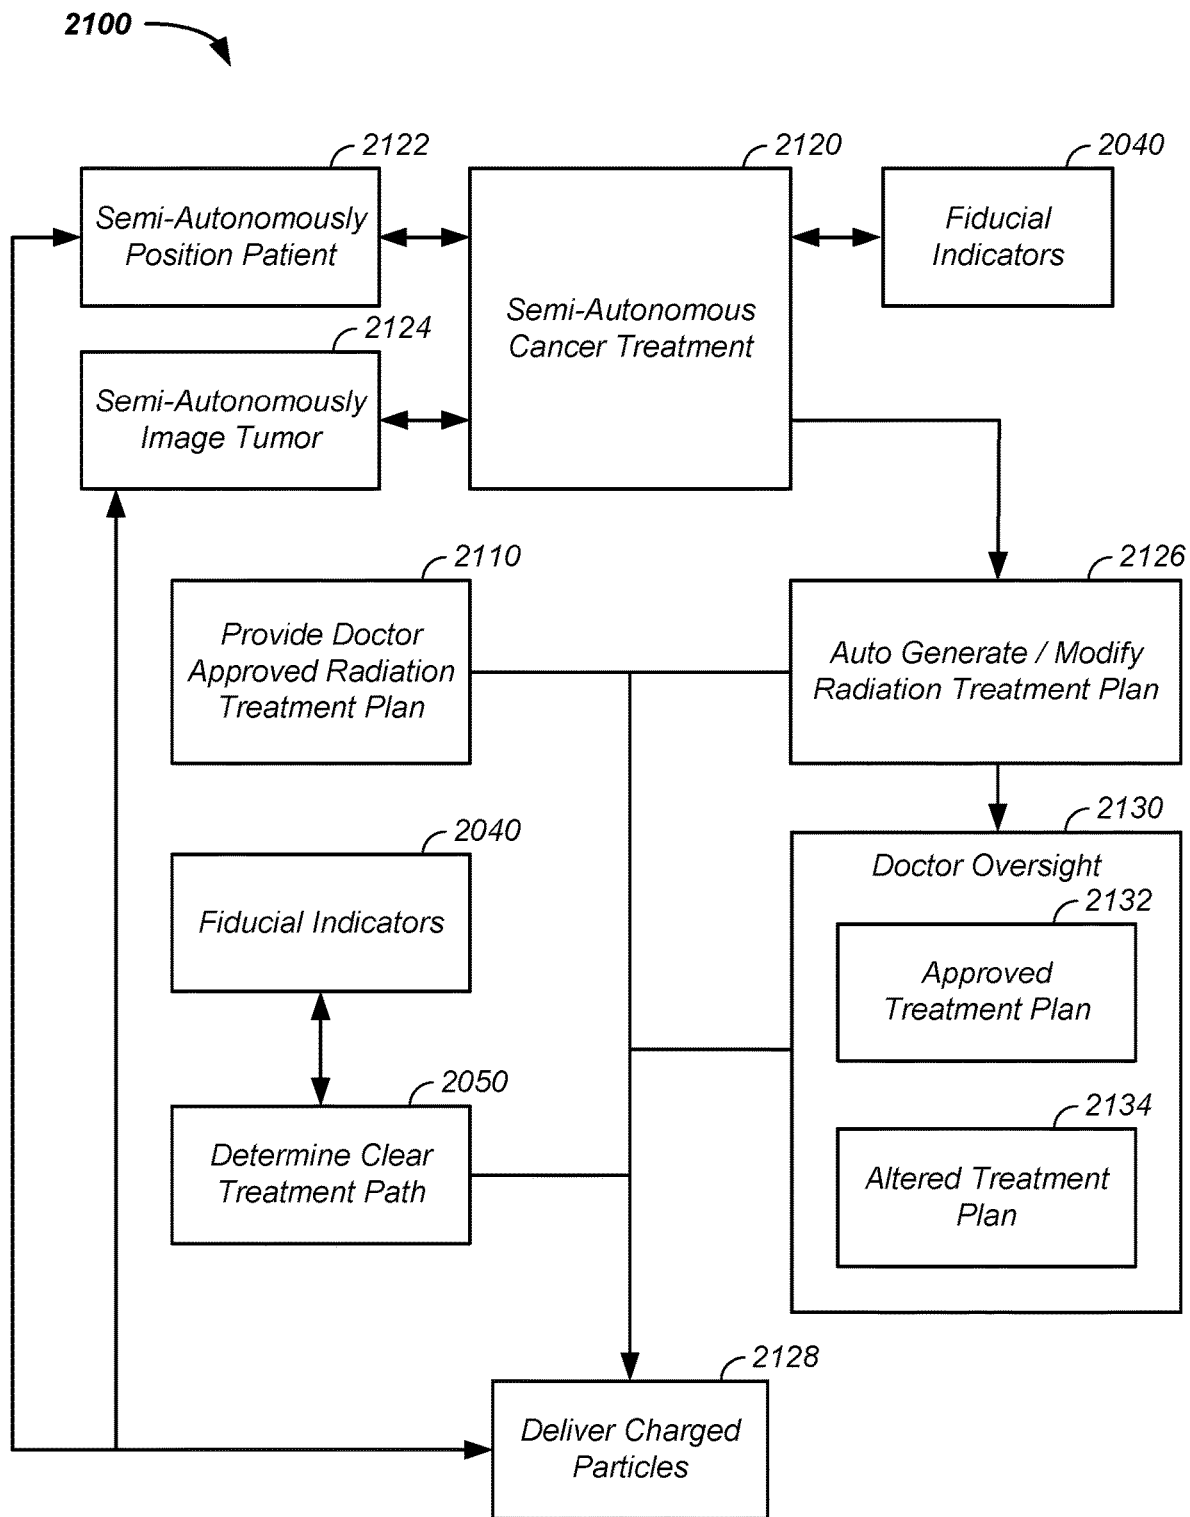 2100
2122
Semi-Autonomously
Position Patient
2120
Semi-Autonomous
Cancer Treatment
2040
Fiducial
Indicators
2124
Semi-Autonomously
Image Tumor
2110
Provide Doctor
Approved Radiation
Treatment Plan
2126
Auto Generate / Modify
Radiation Treatment Plan
2040
Fiducial Indicators
2130
Doctor Oversight
2132
Approved
Treatment Plan
2050
Determine Clear
Treatment Path
2134
Altered Treatment
Plan
2128
Deliver Charged
Particles